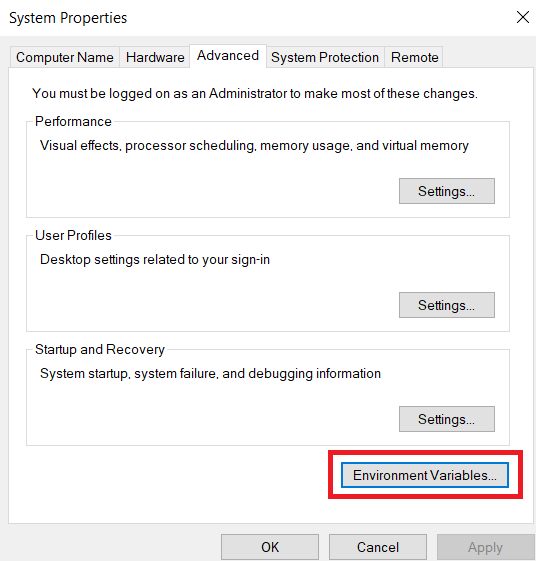 System Properties
Computer Name Hardware Advanced System Protection Remote
You must be logged on as an Administrator to make most of these changes.
Performance
Visual effects, processor scheduling, memory usage, and virtual memory
Settings...
User Profiles
Desktop settings related to your sign-in
Settings...
Startup and Recovery
System startup, system failure, and debugging information
Settings...
Environment Variables...
OK Cancel Apply